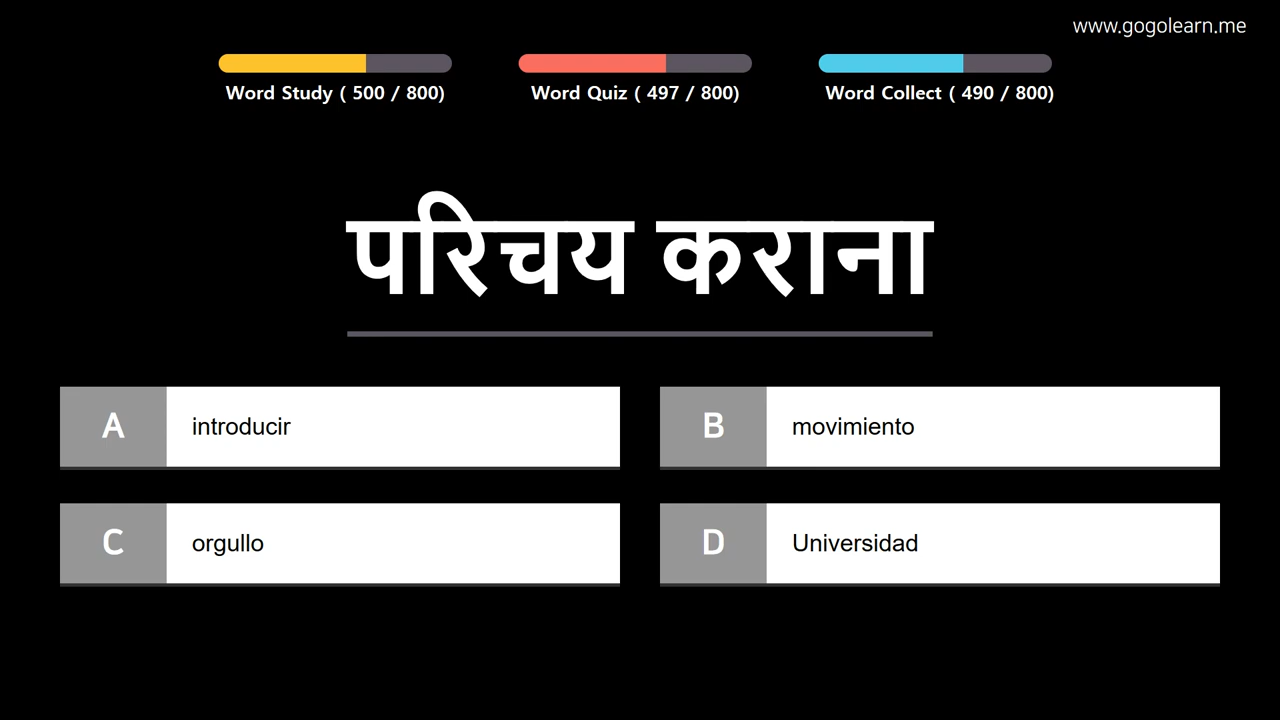 www.gogolearn.me
Word Study ( 500 / 800)
Word Quiz ( 497 / 800)
Word Collect ( 490 / 800)
परिचय कराना
A introducir
B movimiento
C orgullo
D Universidad